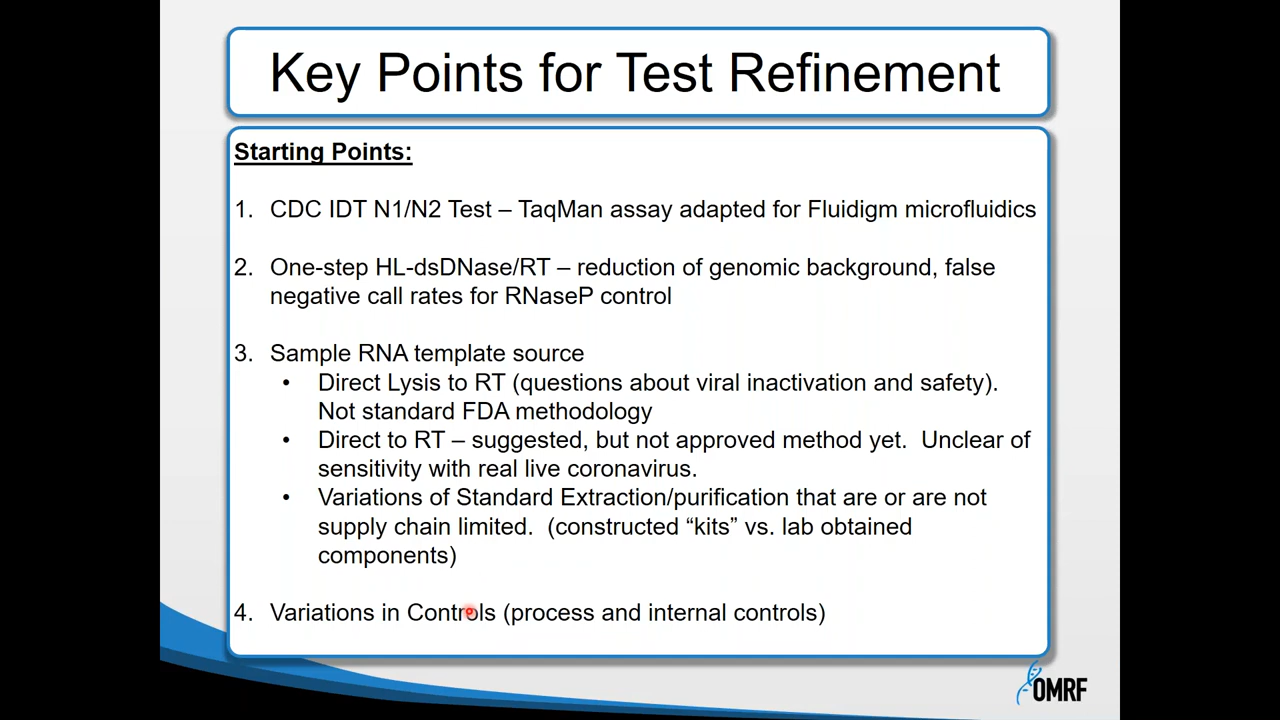 Key Points for Test Refinement
Starting Points:
1. CDC IDT N1/N2 Test – TaqMan assay adapted for Fluidigm microfluidics
2. One-step HL-dsDNase/RT – reduction of genomic background, false
negative call rates for RNaseP control
3. Sample RNA template source
• Direct Lysis to RT (questions about viral inactivation and safety).
Not standard FDA methodology
• Direct to RT – suggested, but not approved method yet.  Unclear of
sensitivity with real live coronavirus.
• Variations of Standard Extraction/purification that are or are not
supply chain limited.  (constructed “kits” vs. lab obtained
components)
4. Variations in Controls (process and internal controls)
OMRF